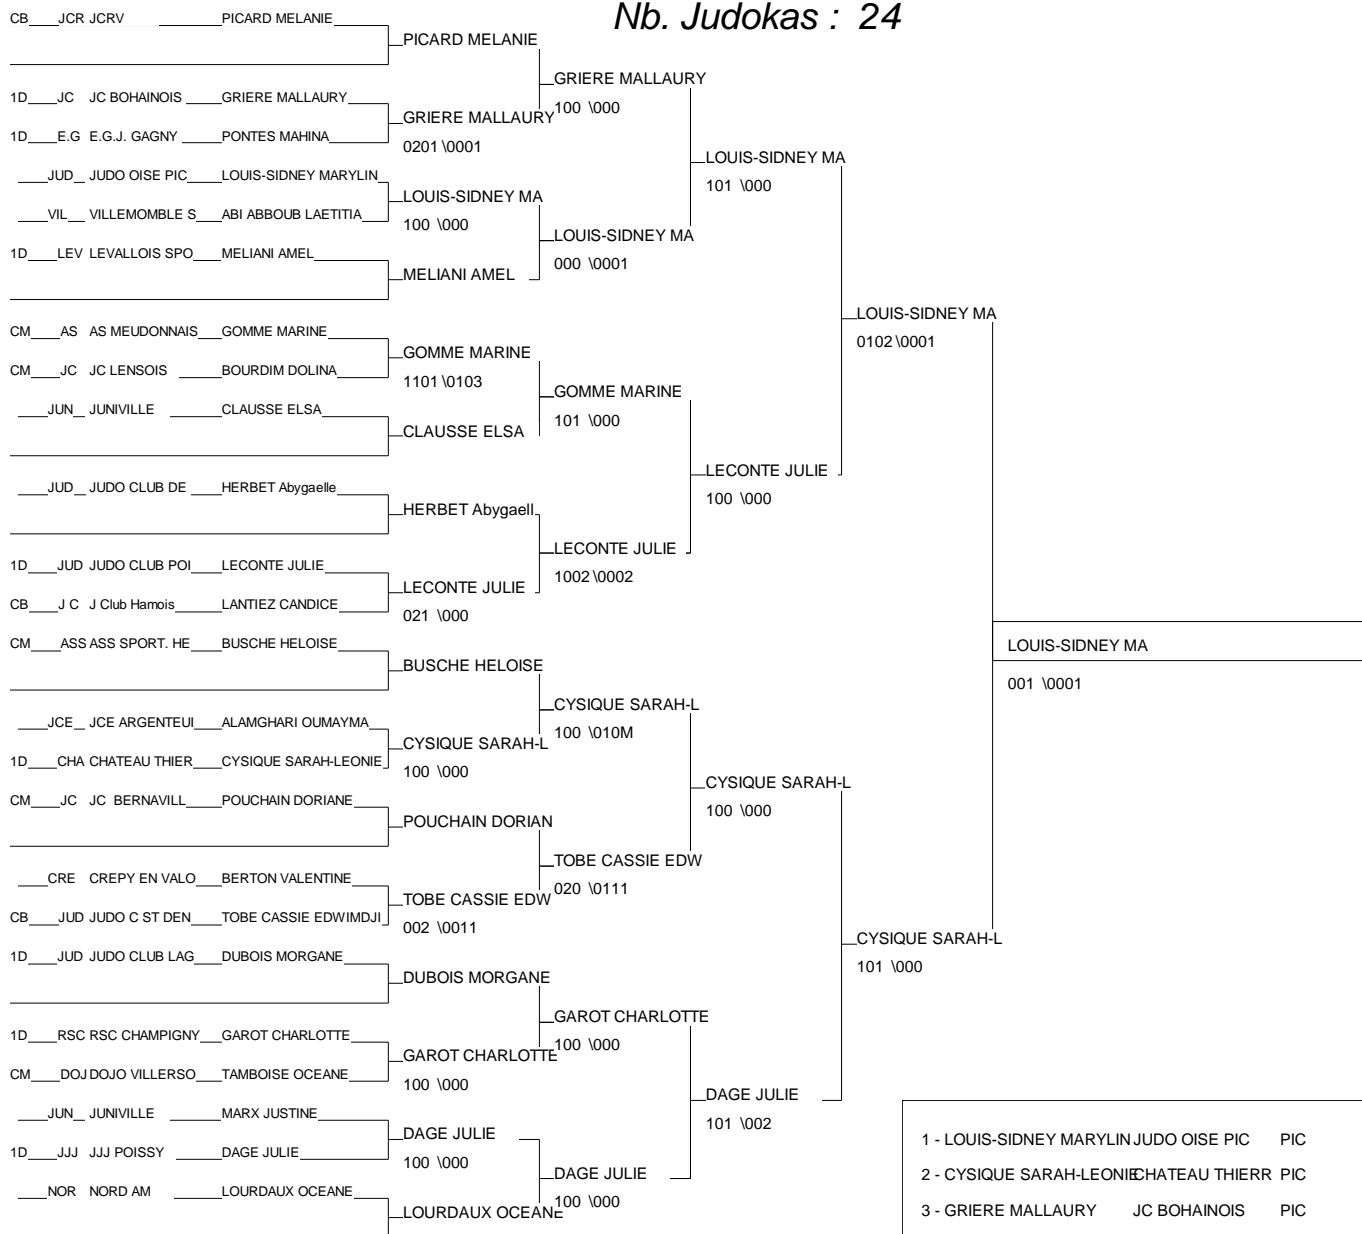 Nb. Judokas : 24
CB JCR JCRV PICARD MELANIE
PICARD MELANIE
GRIERE MALLAURY
100 \000
1D JC JC BOHAINOIS GRIERE MALLAURY
GRIERE MALLAURY
0201 \0001
1D E.G E.G.J. GAGNY PONTES MAHINA
LOUIS-SIDNEY MA
101 \000
JUD JUDO OISE PIC LOUIS-SIDNEY MARYLIN
LOUIS-SIDNEY MA
100 \000
VIL VILLEMOMBLE S ABI ABBOUB LAETITIA
LOUIS-SIDNEY MA
000 \0001
1D LEV LEVALLOIS SPO MELIANI AMEL
MELIANI AMEL
LOUIS-SIDNEY MA
0102 \0001
CM AS AS MEUDONNAIS GOMME MARINE
GOMME MARINE
1101 \0103
CM JC JC LENSOIS BOURDIM DOLINA
GOMME MARINE
101 \000
JUN JUNIVILLE CLAUSSE ELSA
CLAUSSE ELSA
LECONTE JULIE
100 \000
JUD JUDO CLUB DE HERBET Abygaelle
HERBET Abygaell
LECONTE JULIE
1002 \0002
1D JUD JUDO CLUB POI LECONTE JULIE
LECONTE JULIE
021 \000
CB J C J Club Hamois LANTIEZ CANDICE
CM ASS ASS SPORT. HE BUSCHE HELOISE
LOUIS-SIDNEY MA
001 \0001
BUSCHE HELOISE
CYSIQUE SARAH-L
100 \010M
JCE JCE ARGENTEUI ALAMGHARI OUMAYMA
CYSIQUE SARAH-L
100 \000
1D CHA CHATEAU THIER CYSIQUE SARAH-LEONIE
CYSIQUE SARAH-L
100 \000
CM JC JC BERNAVILL POUCHAIN DORIANE
POUCHAIN DORIAN
TOBE CASSIE EDW
020 \0111
CRE CREPY EN VALO BERTON VALENTINE
TOBE CASSIE EDW
002 \0011
CB JUD JUDO C ST DEN TOBE CASSIE EDWIMDJI
CYSIQUE SARAH-L
101 \000
1D JUD JUDO CLUB LAG DUBOIS MORGANE
DUBOIS MORGANE
GAROT CHARLOTTE
100 \000
1D RSC RSC CHAMPIGNY GAROT CHARLOTTE
GAROT CHARLOTTE
100 \000
CM DOJ DOJO VILLERSO TAMBOISE OCEANE
DAGE JULIE
101 \002
JUN JUNIVILLE MARX JUSTINE
DAGE JULIE
100 \000
1D JJJ JJJ POISSY DAGE JULIE
DAGE JULIE
100 \000
NOR NORD AM LOURDAUX OCEANE
LOURDAUX OCEANE
1 - LOUIS-SIDNEY MARYLIN JUDO OISE PIC PIC
2 - CYSIQUE SARAH-LEONIE CHATEAU THIERR PIC
3 - GRIERE MALLAURY JC BOHAINOIS PIC